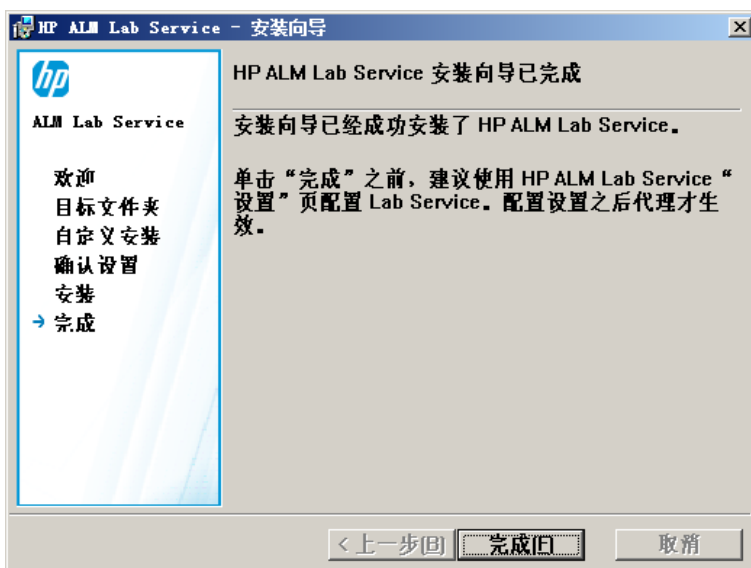 HP ALM Lab Service - 安装向导
hp
ALM Lab Service
欢迎
目标文件夹
自定义安装
确认设置
安装
→ 完成
HP ALM Lab Service 安装向导已完成
安装向导已经成功安装了 HP ALM Lab Service。
单击“完成”之前，建议使用 HP ALM Lab Service“
设置”页配置 Lab Service。配置设置之后代理才生
效。
< 上一步(B)
完成(F)
取消